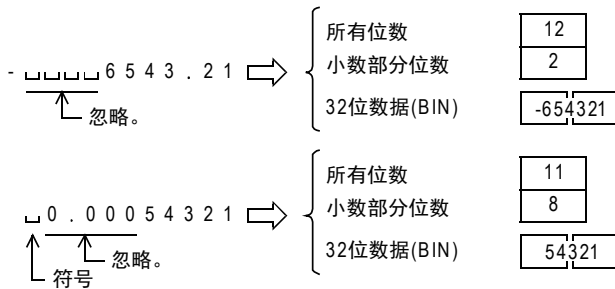 所有位数 12
小数部分位数 2
- ␣␣␣␣6543.21
32位数据(BIN) -654321
忽略。
所有位数 11
小数部分位数 8
␣0.00054321
32位数据(BIN) 54321
忽略。
符号